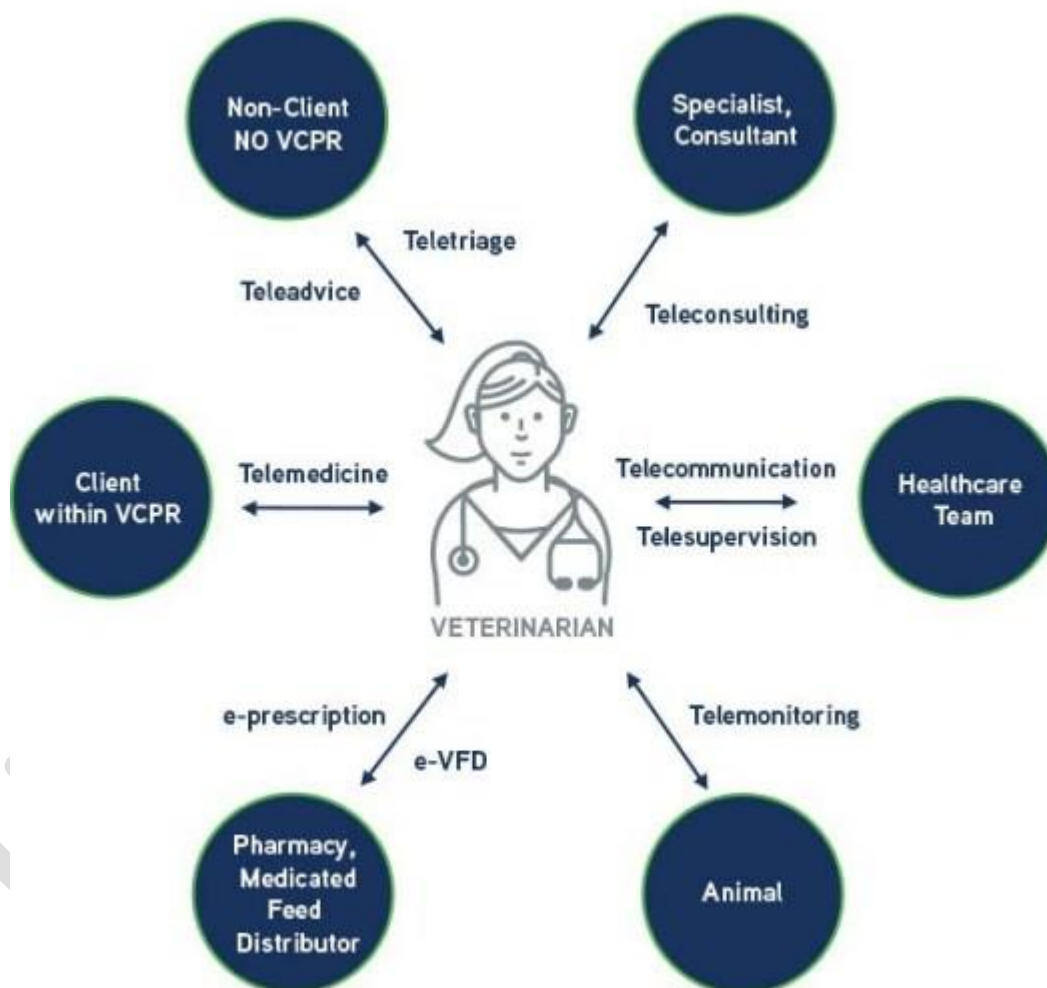 Non-Client
NO VCPR
Specialist,
Consultant
Teletriage
Teleadvice
Teleconsulting
Client
within VCPR
Telemedicine
Telecommunication
Telesupervision
Healthcare
Team
VETERINARIAN
e-prescription
e-VFD
Telemonitoring
Pharmacy,
Medicated
Feed
Distributor
Animal